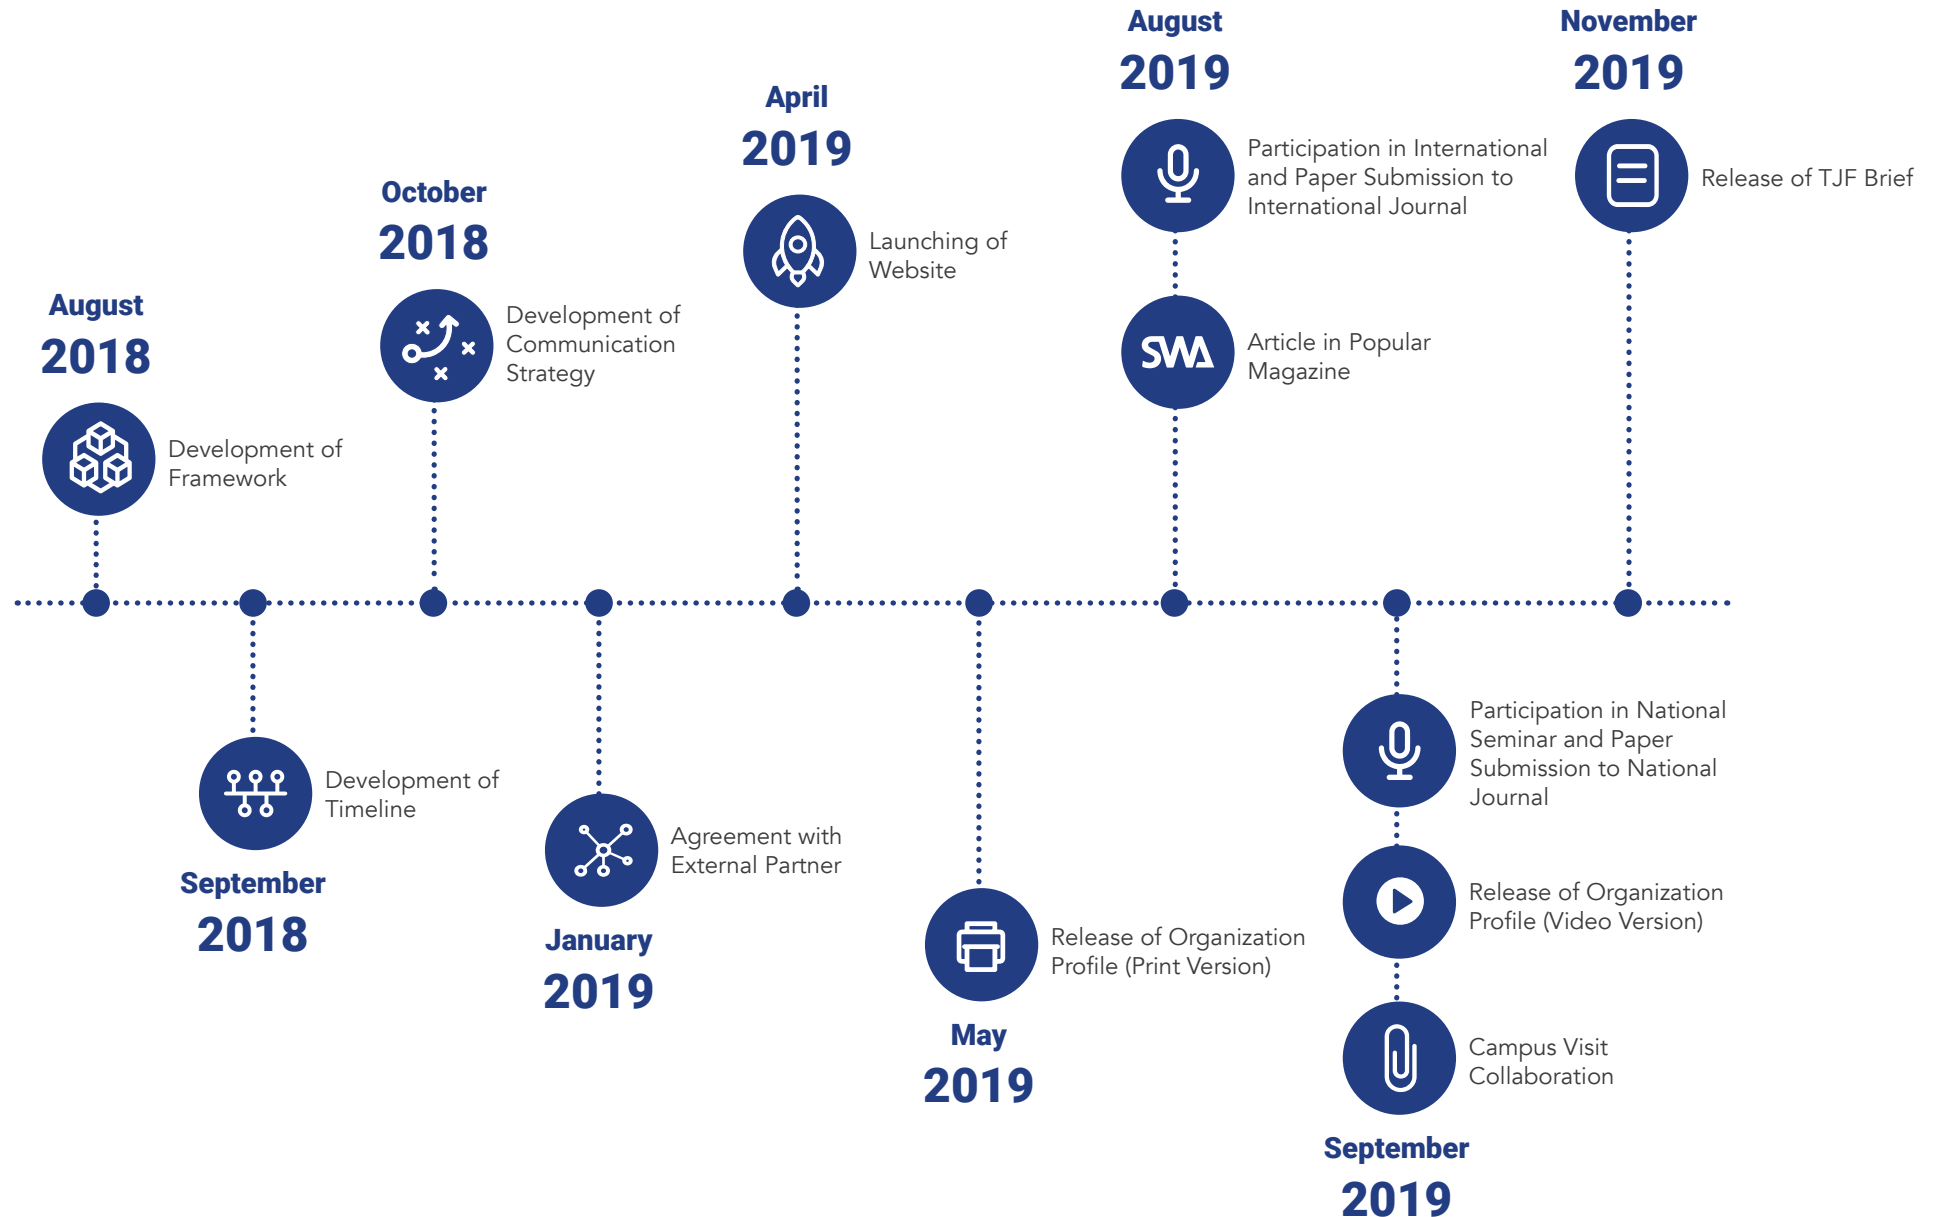 August
2018
Development of
Framework
September
2018
Development of
Timeline
October
2018
Development of
Communication
Strategy
January
2019
Agreement with
External Partner
April
2019
Launching of
Website
May
2019
Release of Organization
Profile (Print Version)
August
2019
Participation in International
and Paper Submission to
International Journal
SWA
Article in Popular
Magazine
September
2019
Participation in National
Seminar and Paper
Submission to National
Journal
Release of Organization
Profile (Video Version)
Campus Visit
Collaboration
November
2019
Release of TJF Brief